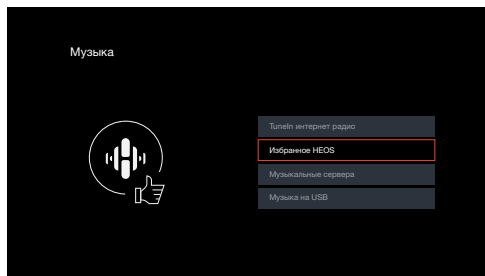 Музыка
TuneIn интернет радио
Избранное HEOS
Музыкальные сервера
Музыка на USB